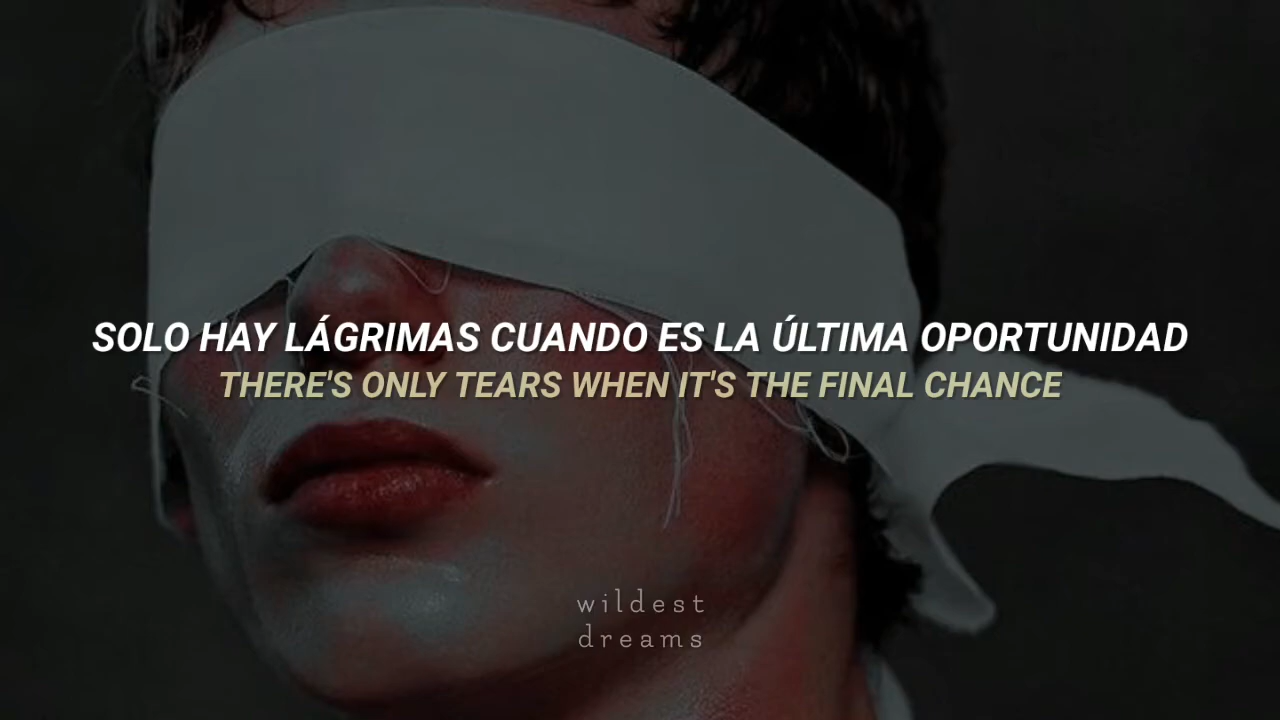 SOLO HAY LÁGRIMAS CUANDO ES LA ÚLTIMA OPORTUNIDAD
THERE'S ONLY TEARS WHEN IT'S THE FINAL CHANCE
wildest
dreams